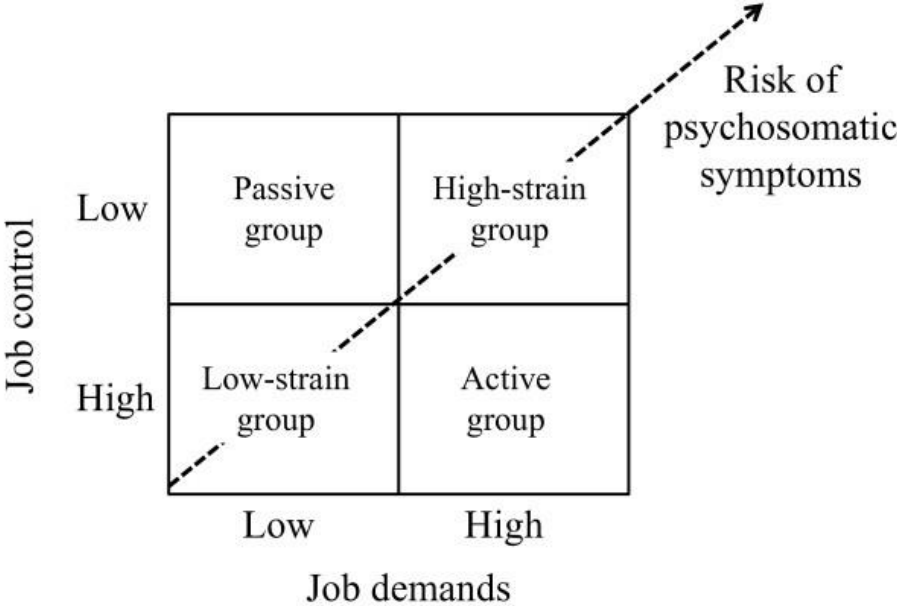 Risk of
psychosomatic
symptoms
Job control
Low
High
Passive
group
High-strain
group
Low-strain
group
Active
group
Low
High
Job demands